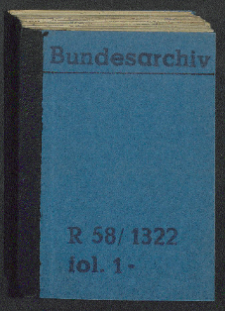 Bundesarchiv
R 58/1322
fol. 1-